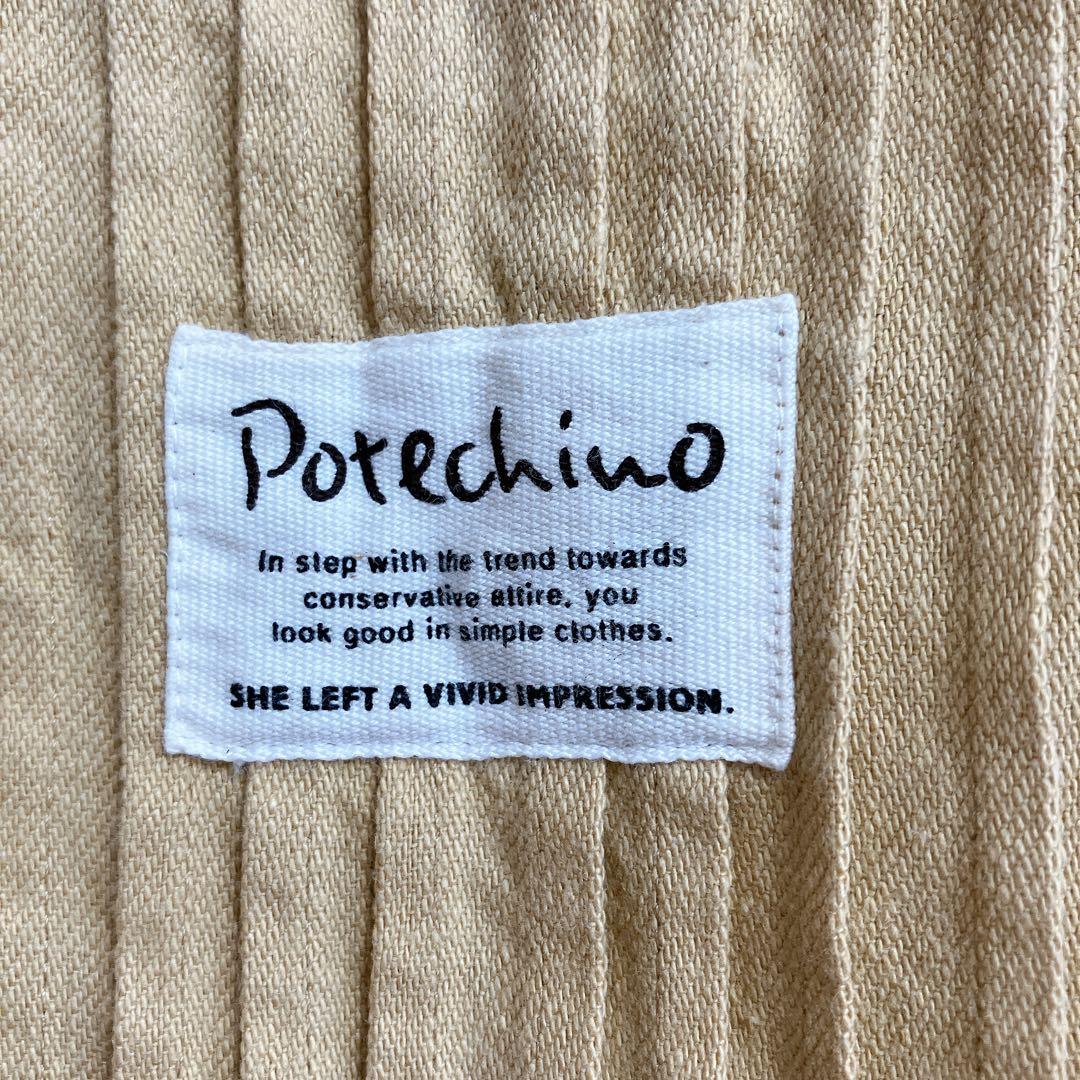 Potechino
In step with the trend towards
conservative attire, you
look good in simple clothes.
SHE LEFT A VIVID IMPRESSION.